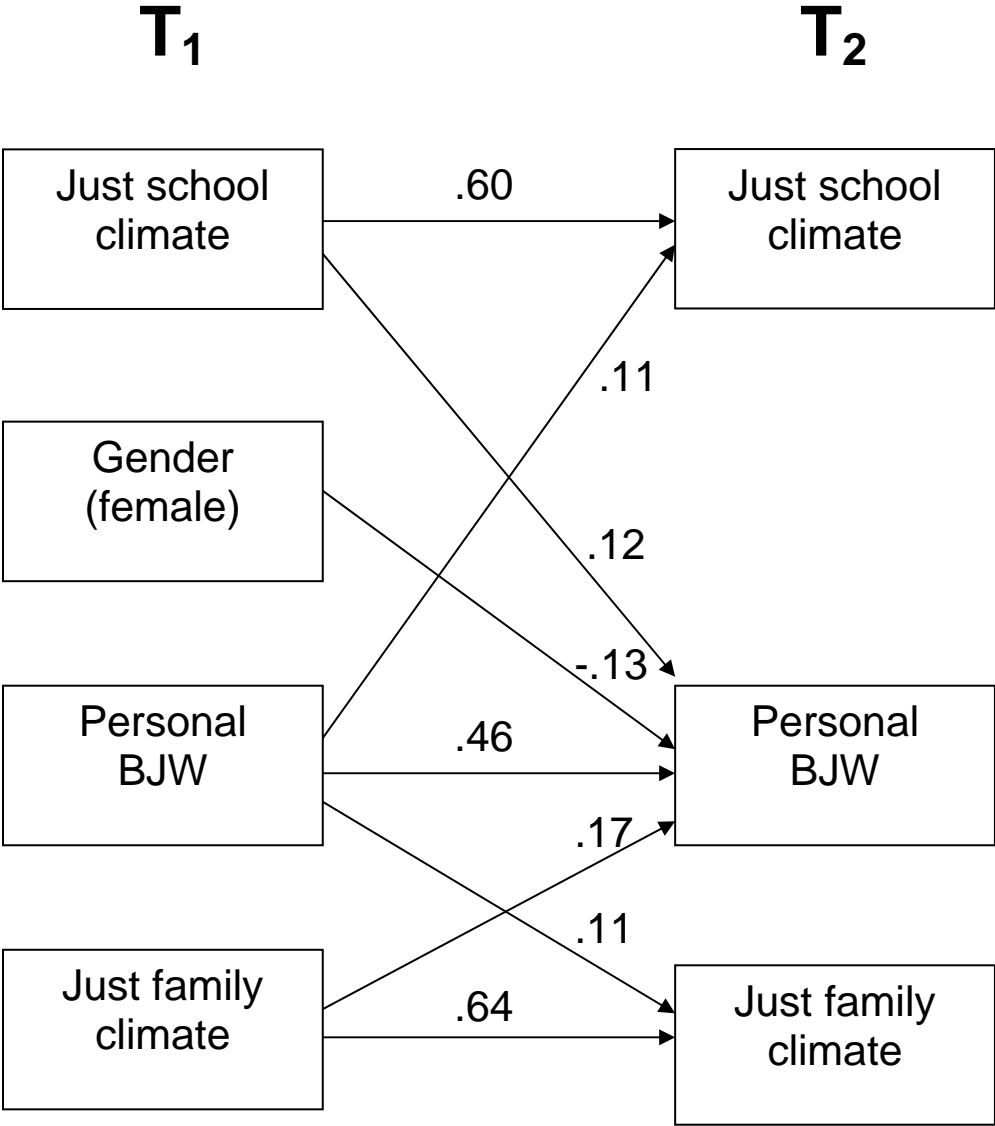 T₁
T₂
Just school
climate
.60
Just school
climate
.11
Gender
(female)
.12
-.13
Personal
BJW
.46
Personal
BJW
.17
.11
Just family
climate
.64
Just family
climate